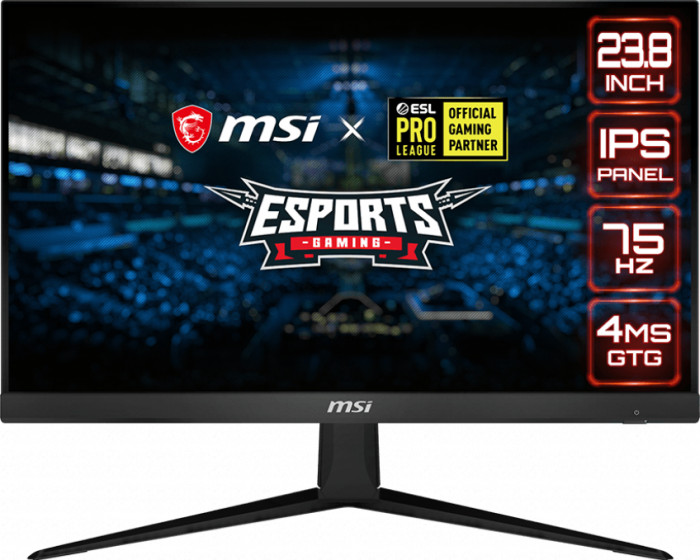 msi x
ESL
PRO
LEAGUE
OFFICIAL
GAMING
PARTNER
ESPORTS
- GAMING -
23.8
INCH
IPS
PANEL
75
HZ
4MS
GTG
msi